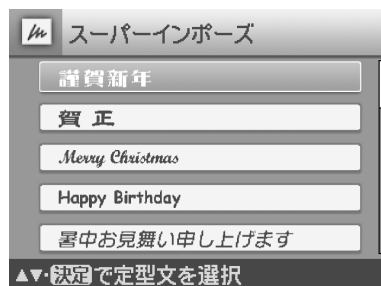 スーパーインポーズ
謹賀新年
賀正
Merry Christmas
Happy Birthday
暑中お見舞い申し上げます
▲▼・決定で定型文を選択